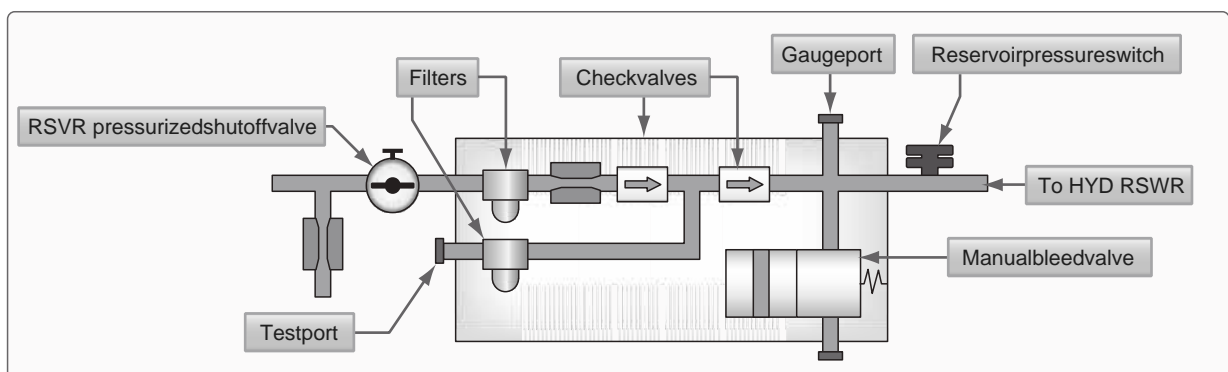 Gaugeport
Reservoirpressureswitch
Filters
Checkvalves
RSVR pressurizedshutoffvalve
To HYD RSWR
Manualbleedvalve
Testport